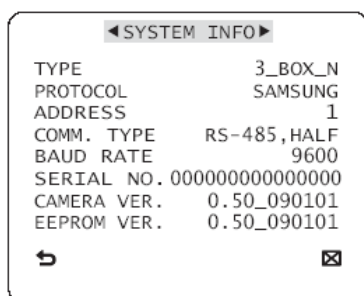 ◄SYSTEM INFO►
TYPE 3_BOX_N
PROTOCOL SAMSUNG
ADDRESS 1
COMM. TYPE RS-485,HALF
BAUD RATE 9600
SERIAL NO.000000000000000
CAMERA VER. 0.50_090101
EEPROM VER. 0.50_090101